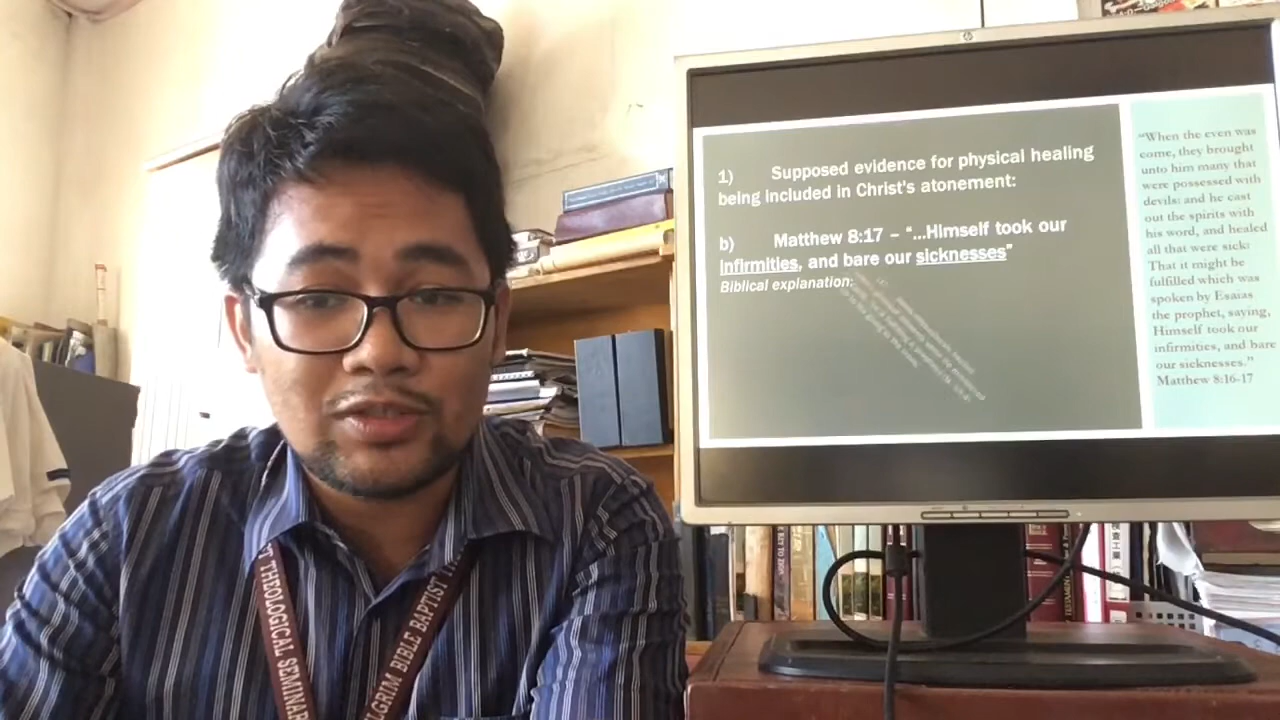 1) Supposed evidence for physical healing
being included in Christ's atonement:
b) Matthew 8:17 – "...Himself took our
infirmities, and bare our sicknesses"
Biblical explanation:
"When the even was
come, they brought
unto him many that
were possessed with
devils: and he cast
out the spirits with
his word, and healed
all that were sick:
That it might be
fulfilled which was
spoken by Esaias
the prophet, saying,
Himself took our
infirmities, and bare
our sicknesses."
Matthew 8:16-17
THEOLOGICAL SEMINAR
LGRIM BIBLE BAPTIST
hp